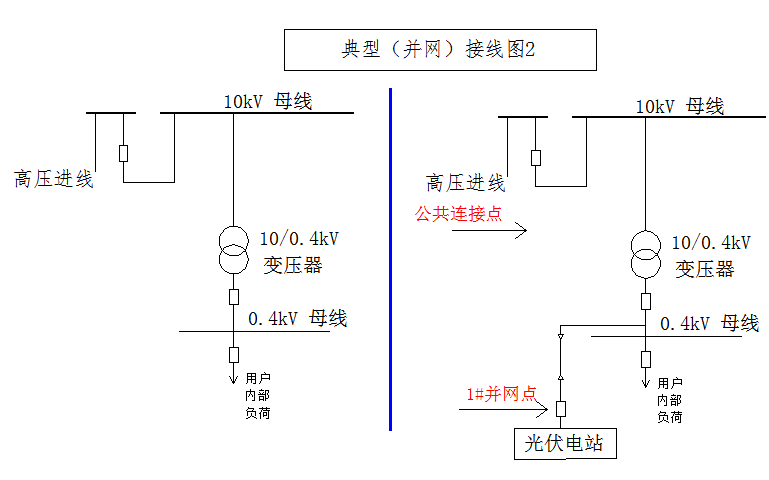 典型（并网）接线图2
10kV 母线
高压进线
10/0.4kV
变压器
0.4kV 母线
用户
内部
负荷
10kV 母线
高压进线
公共连接点
10/0.4kV
变压器
0.4kV 母线
1#并网点
用户
内部
负荷
光伏电站